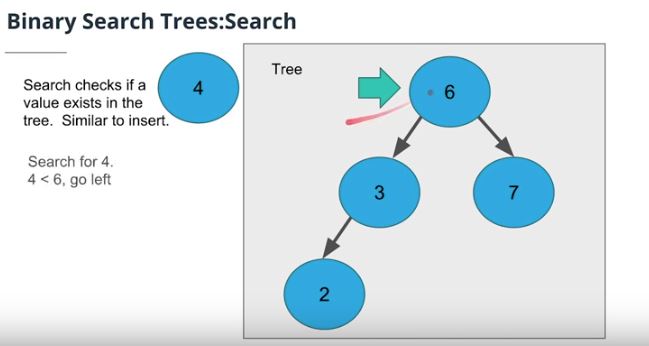 Binary Search Trees:Search
Search checks if a
value exists in the
tree. Similar to insert.
4
Search for 4.
4 < 6, go left
Tree
6
3
7
2